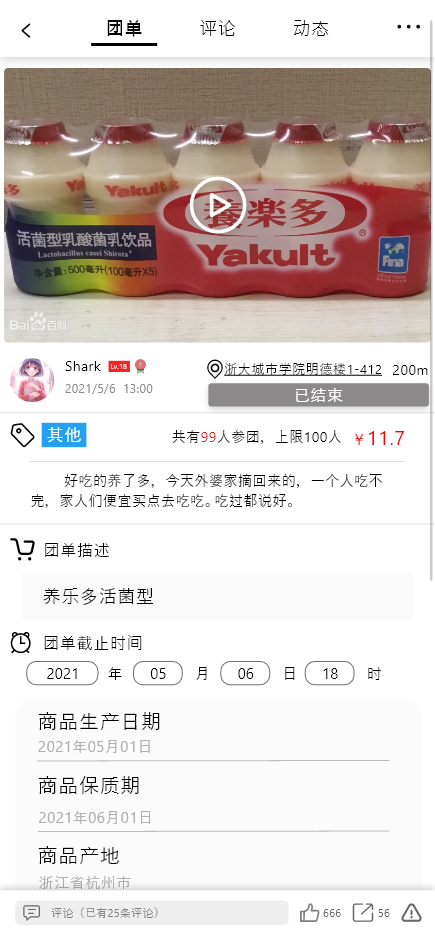 团单 评论 动态
Yakult
Yakult
養楽多
®
Yakult
活菌型乳酸菌乳饮品
Lactobacillus casei Shirota
净含量:500毫升(100毫升X5)
Bai百科
Shark Lv.18
2021/5/6 13:00
浙大城市学院明德楼1-412 200m
已结束
其他
共有99人参团，上限100人 ￥11.7
好吃的养了多，今天外婆家摘回来的，一个人吃不
完，家人们便宜买点去吃吃。吃过都说好。
团单描述
养乐多活菌型
团单截止时间
2021 年 05 月 06 日 18 时
商品生产日期
2021年05月01日
商品保质期
2021年06月01日
商品产地
浙江省杭州市
评论（已有25条评论） 666 56